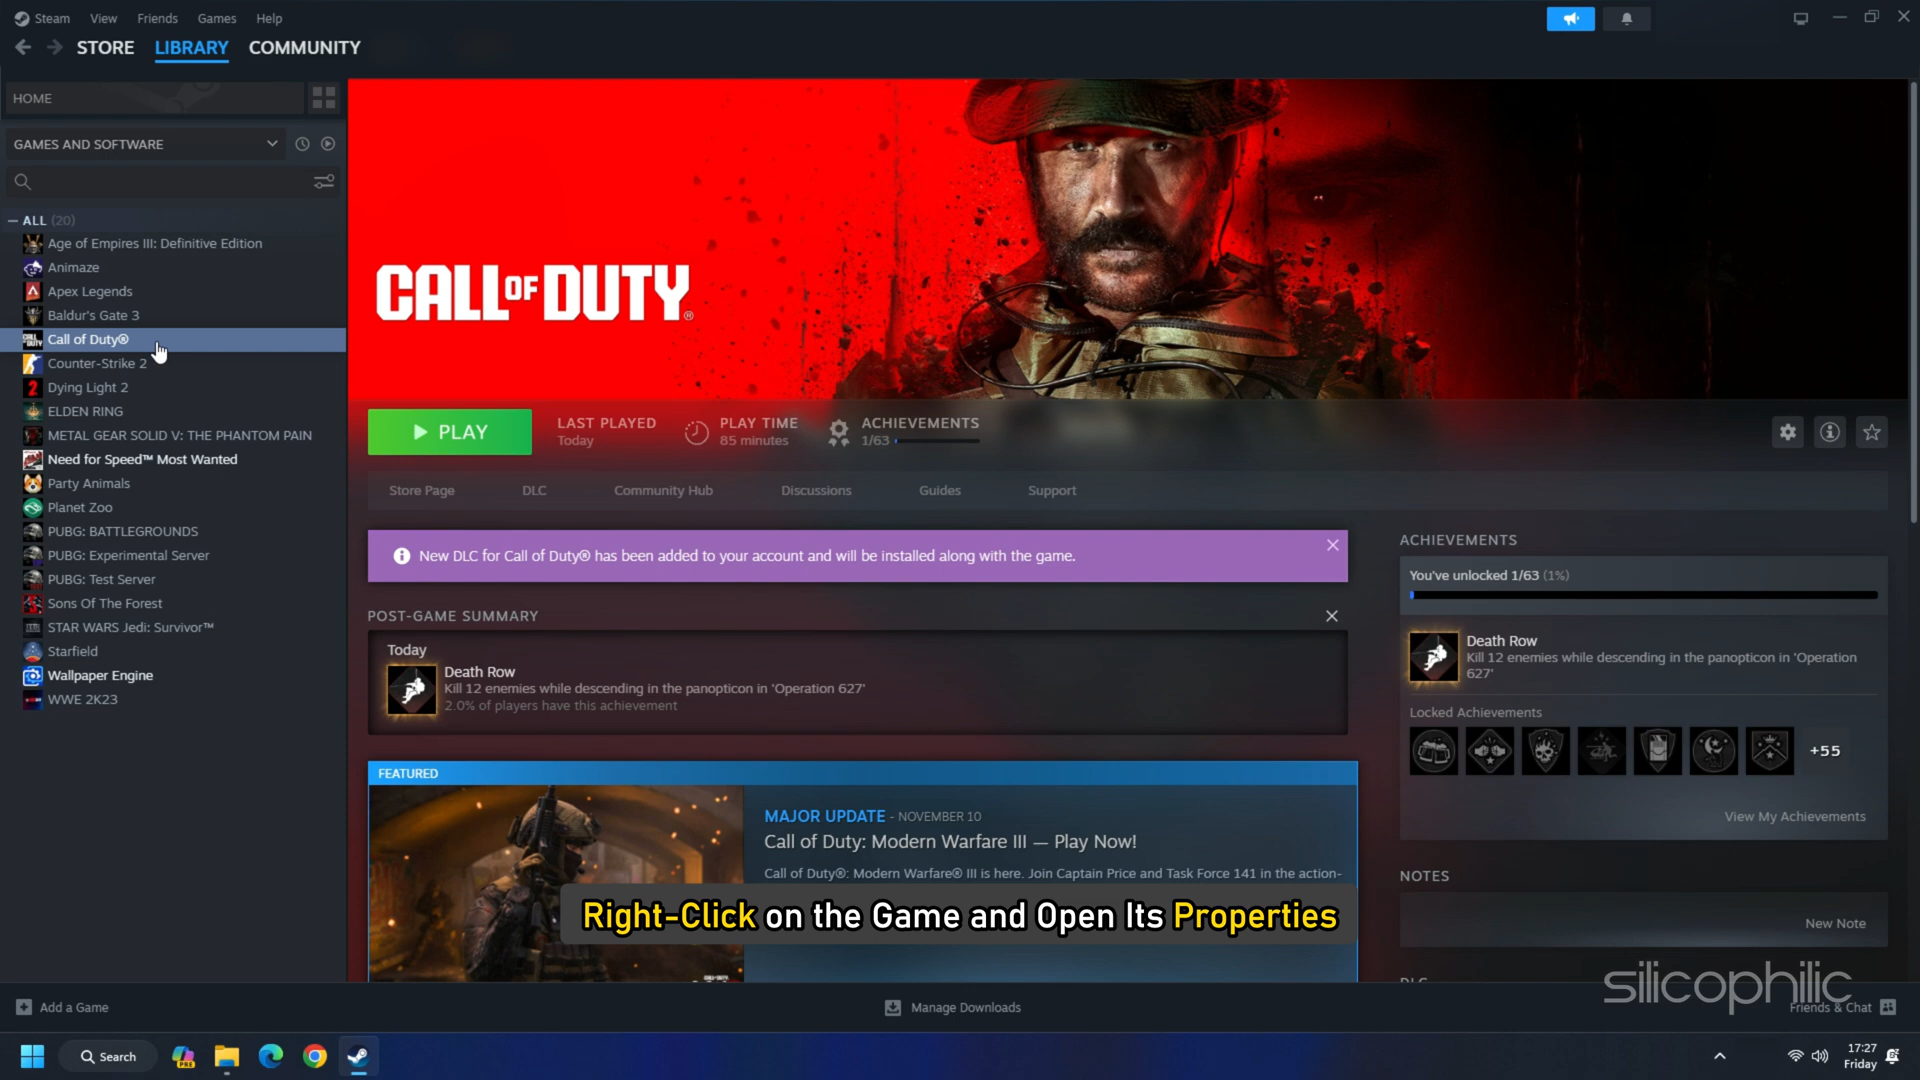 Steam View Friends Games Help
STORE LIBRARY COMMUNITY
HOME
GAMES AND SOFTWARE
— ALL (20)
Age of Empires III: Definitive Edition
Animaze
Apex Legends
Baldur's Gate 3
Call of Duty®
Counter-Strike 2
Dying Light 2
ELDEN RING
METAL GEAR SOLID V: THE PHANTOM PAIN
Need for Speed™ Most Wanted
Party Animals
Planet Zoo
PUBG: BATTLEGROUNDS
PUBG: Experimental Server
PUBG: Test Server
Sons Of The Forest
STAR WARS Jedi: Survivor™
Starfield
Wallpaper Engine
WWE 2K23
CALL OF DUTY®
PLAY
LAST PLAYED
Today
PLAY TIME
85 minutes
ACHIEVEMENTS
1/63
Store Page DLC Community Hub Discussions Guides Support
New DLC for Call of Duty® has been added to your account and will be installed along with the game.
POST-GAME SUMMARY
Today
Death Row
Kill 12 enemies while descending in the panopticon in 'Operation 627'
2.0% of players have this achievement
FEATURED
MAJOR UPDATE - NOVEMBER 10
Call of Duty: Modern Warfare III — Play Now!
Call of Duty®: Modern Warfare® III is here. Join Captain Price and Task Force 141 in the action-
Right-Click on the Game and Open Its Properties
ACHIEVEMENTS
You've unlocked 1/63 (1%)
Death Row
Kill 12 enemies while descending in the panopticon in 'Operation
627'
Locked Achievements
+55
View My Achievements
NOTES
New Note
DLC
silicophilic
Add a Game
Manage Downloads
Friends & Chat
Search
PRE
17:27
Friday